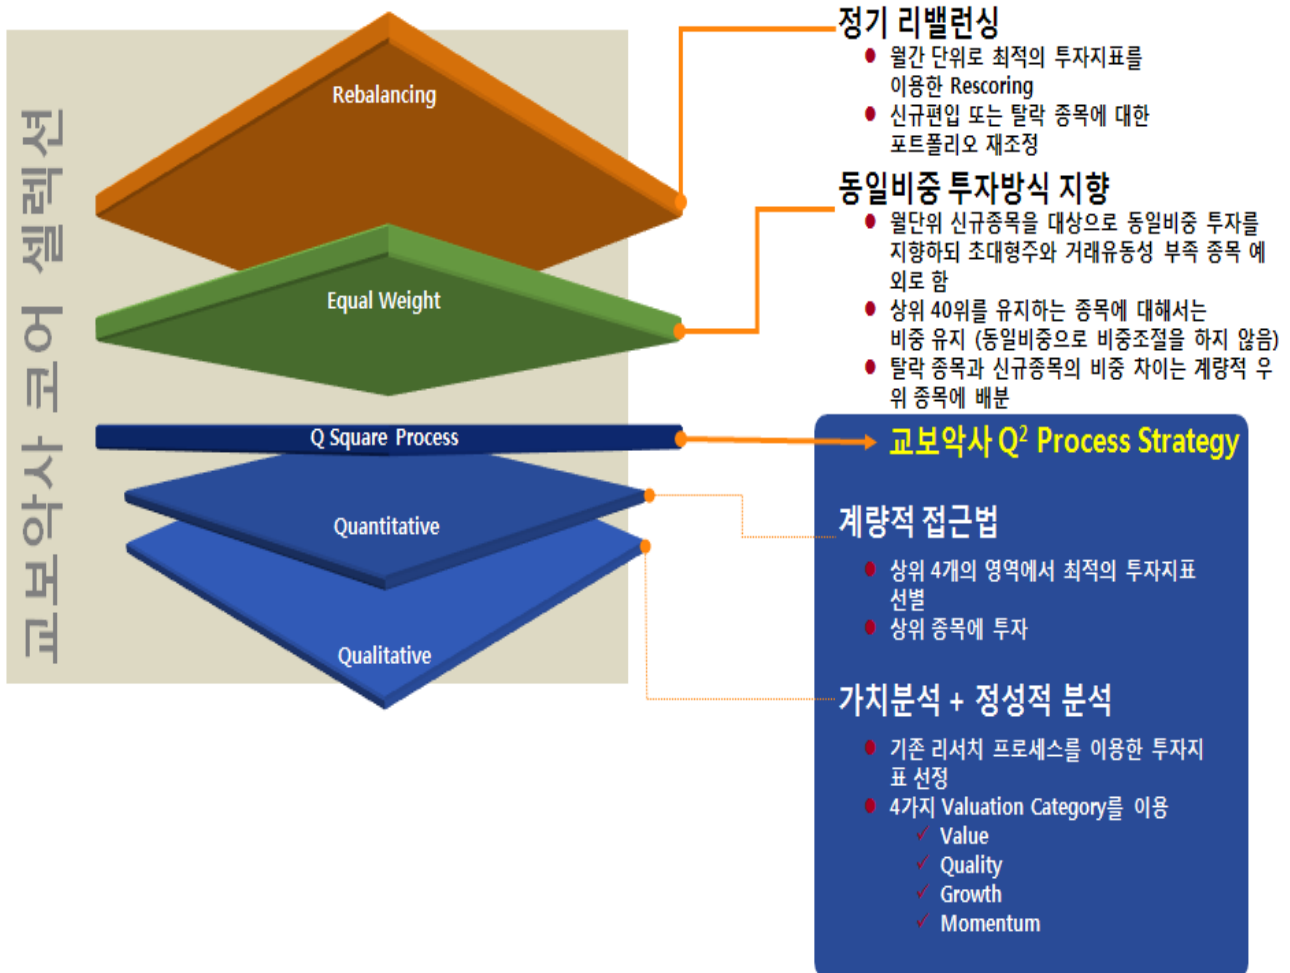 교보악사 코어 셀렉션
Rebalancing
Equal Weight
Q Square Process
Quantitative
Qualitative
정기 리밸런싱
월간 단위로 최적의 투자지표를
이용한 Rescoring
신규편입 또는 탈락 종목에 대한
포트폴리오 재조정
동일비중 투자방식 지향
월단위 신규종목을 대상으로 동일비중 투자를
지향하되 초대형주와 거래유동성 부족 종목 예
외로 함
상위 40위를 유지하는 종목에 대해서는
비중 유지 (동일비중으로 비중조절을 하지 않음)
탈락 종목과 신규종목의 비중 차이는 계량적 우
위 종목에 배분
교보악사 Q² Process Strategy
계량적 접근법
상위 4개의 영역에서 최적의 투자지표
선별
상위 종목에 투자
가치분석 + 정성적 분석
기존 리서치 프로세스를 이용한 투자지
표 선정
4가지 Valuation Category를 이용
Value
Quality
Growth
Momentum